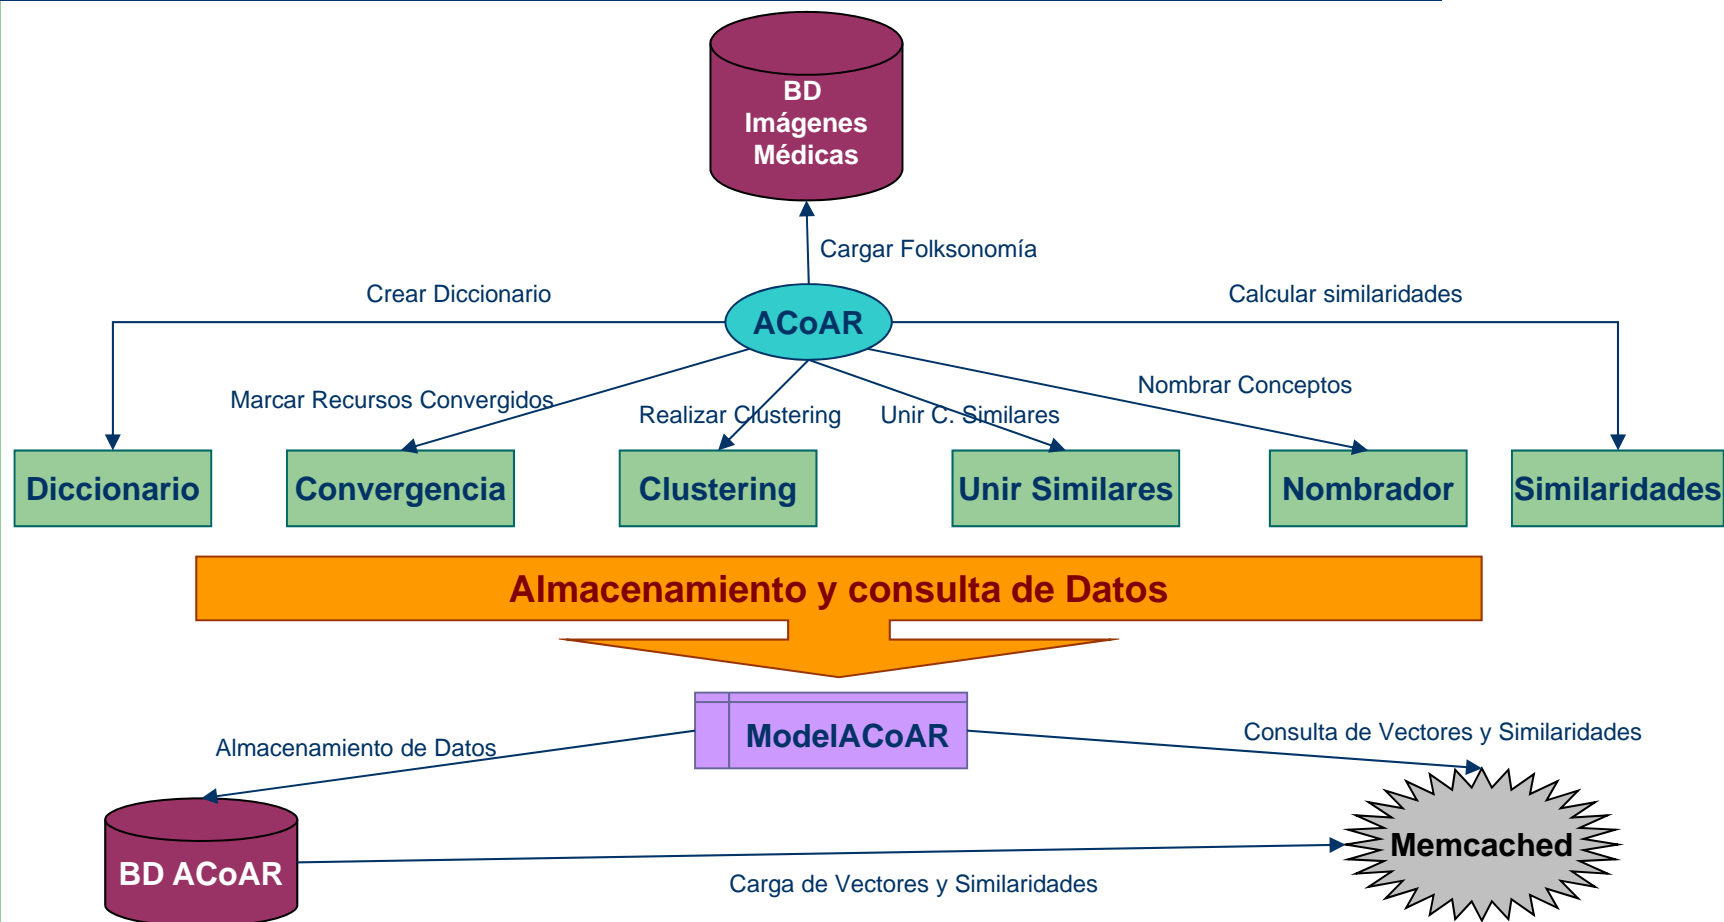 BD
Imágenes
Médicas
Cargar Folksonomía
Crear Diccionario
Calcular similaridades
ACoAR
Marcar Recursos Convergidos
Realizar Clustering
Unir C. Similares
Nombrar Conceptos
Diccionario
Convergencia
Clustering
Unir Similares
Nombrador
Similaridades
Almacenamiento y consulta de Datos
ModelACoAR
Almacenamiento de Datos
Consulta de Vectores y Similaridades
BD ACoAR
Memcached
Carga de Vectores y Similaridades